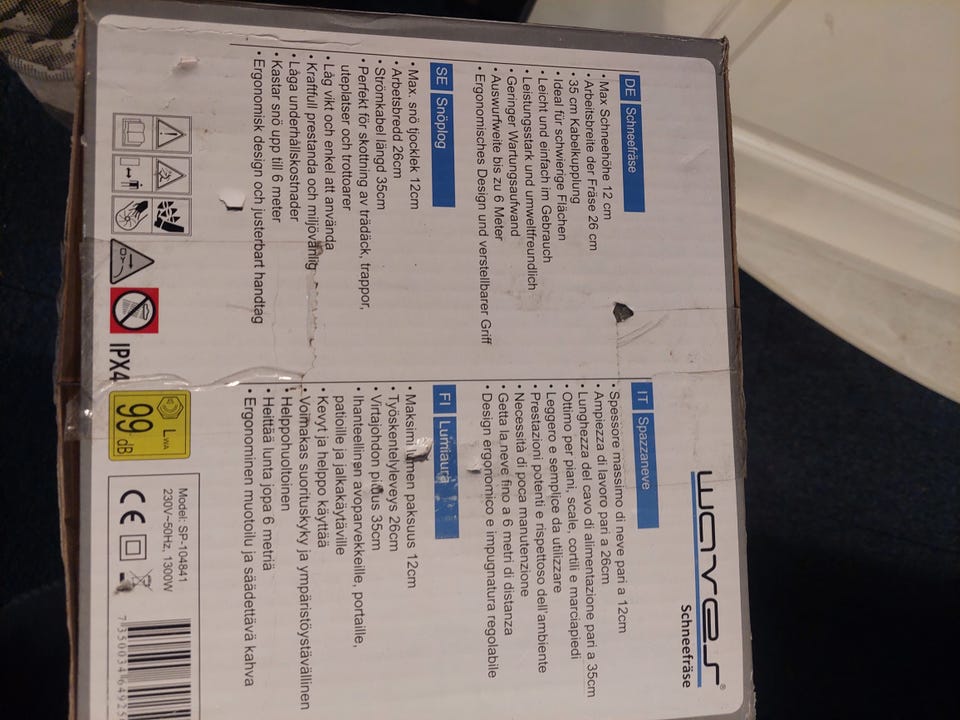 waves®
Schneefräse
DE Schneefräse
• Max Schneehöhe 12 cm
• Arbeitsbreite der Fräse 26 cm
• 35 cm Kabelkupplung
• Ideal für schwierige Flächen
• Leicht und einfach im Gebrauch
• Leistungsstark und umweltfreundlich
• Geringer Wartungsaufwand
• Auswurfweite bis zu 6 Meter
• Ergonomisches Design und verstellbarer Griff
IT Spazzaneve
• Spessore massimo di neve pari a 12cm
• Ampiezza di lavoro pari a 26cm
• Lunghezza del cavo di alimentazione pari a 35cm
• Ottimo per piani, scale, cortili e marciapiedi
• Leggero e semplice da utilizzare
• Prestazioni potenti e rispettoso dell'ambiente
• Necessità di poca manutenzione
• Getta la neve fino a 6 metri di distanza
• Design ergonomico e impugnatura regolabile
SE Snöplog
• Max. snö tjocklek 12cm
• Arbetsbredd 26cm
• Strömkabel längd 35cm
• Perfekt för skottning av trädäck, trappor,
uteplatser och trottoarer
• Låg vikt och enkel att använda
• Kraftfull prestanda och miljövänlig
• Låga underhållskostnader
• Kastar snö upp till 6 meter
• Ergonomisk design och justerbart handtag
FI Lumiaura
• Maksimi lumen paksuus 12cm
• Työskentelyleveys 26cm
• Virtajohdon pituus 35cm
• Ihanteellinen avoparvekkeille, portaille,
patioille ja jalkakäytäville
• Kevyt ja helppo käyttää
• Voimakas suorituskyky ja ympäristöystävällinen
• Helppohuoltoinen
• Heittää lunta jopa 6 metriä
• Ergonominen muotoilu ja säädettävä kahva
IPX4
LWA
99 dB
Model: SP-104841
230V~50Hz, 1300W
CE
7 350034 64925